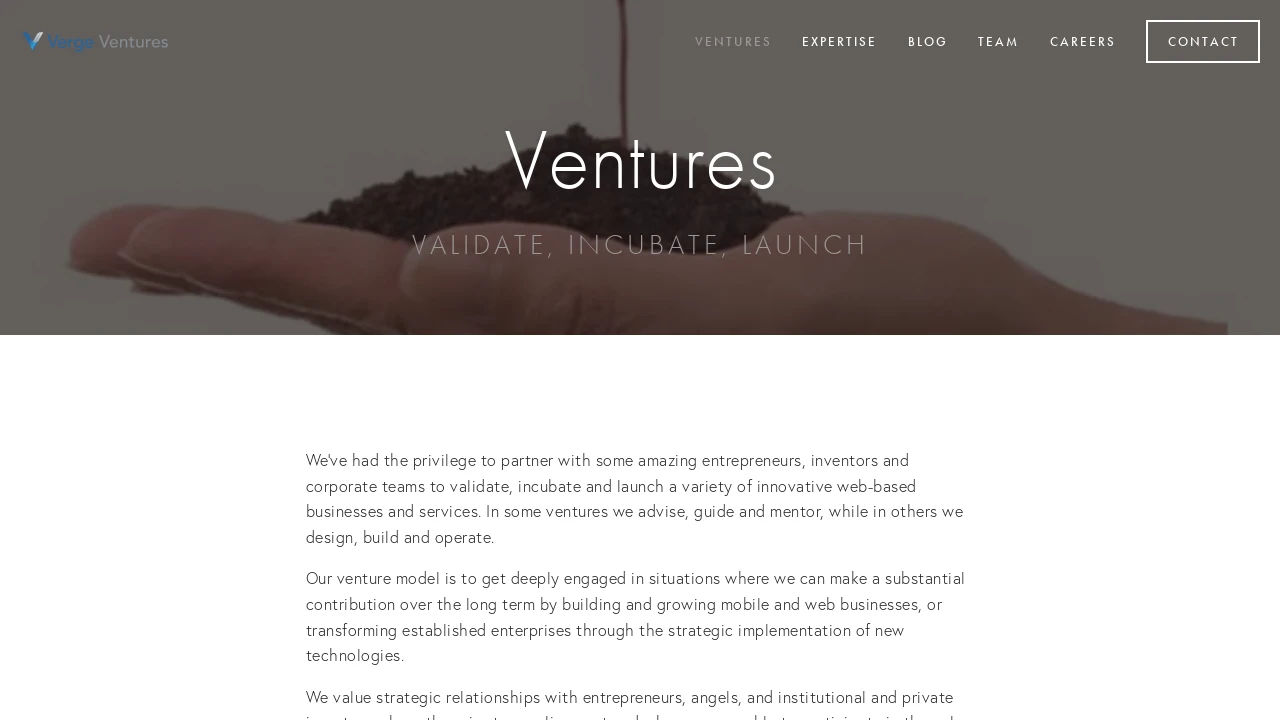 Verge Ventures
VENTURES EXPERTISE BLOG TEAM CAREERS CONTACT
Ventures
VALIDATE, INCUBATE, LAUNCH
We've had the privilege to partner with some amazing entrepreneurs, inventors and
corporate teams to validate, incubate and launch a variety of innovative web-based
businesses and services. In some ventures we advise, guide and mentor, while in others we
design, build and operate.
Our venture model is to get deeply engaged in situations where we can make a substantial
contribution over the long term by building and growing mobile and web businesses, or
transforming established enterprises through the strategic implementation of new
technologies.
We value strategic relationships with entrepreneurs, angels, and institutional and private